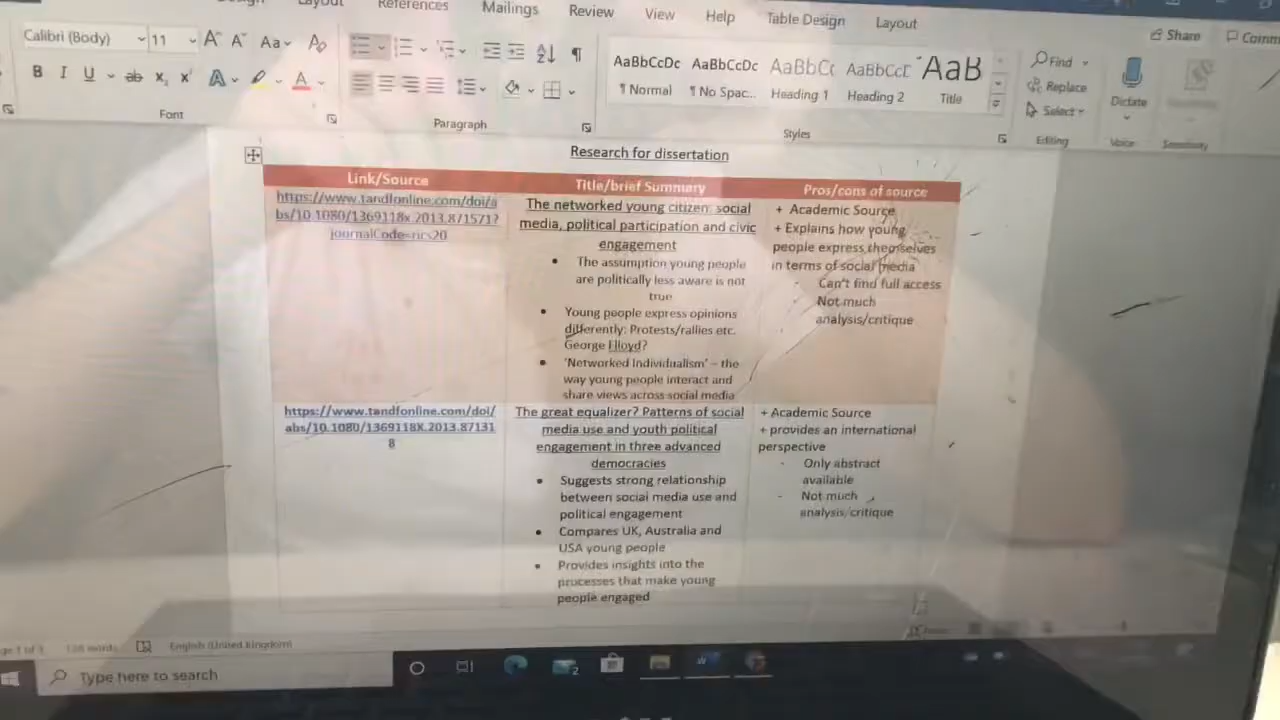 Layout
References
Mailings
Review
View
Help
Table Design
Layout
Share
Calibri (Body)
11
Aa
Find
Replace
Select
B I U ab x₂ x²
AaBbCcDc
AaBbCcDc
AaBbCc
AaBbCcD
AaB
¶ Normal
¶ No Spac...
Heading 1
Heading 2
Title
Dictate
Font
Paragraph
Styles
Editing
Voice
Sensitivity
Research for dissertation
Link/Source
Title/brief Summary
Pros/cons of source
https://www.tandfonline.com/doi/a
bs/10.1080/1369118x.2013.871571?
journalCode=rics20
The networked young citizen: social
media, political participation and civic
engagement
• The assumption young people
are politically less aware is not
true
• Young people express opinions
differently: Protests/rallies etc.
George Flloyd?
• 'Networked Individualism' – the
way young people interact and
share views across social media
+ Academic Source
+ Explains how young
people express themselves
in terms of social media
- Can't find full access
- Not much
analysis/critique
https://www.tandfonline.com/doi/
abs/10.1080/1369118X.2013.87131
8
The great equalizer? Patterns of social
media use and youth political
engagement in three advanced
democracies
• Suggests strong relationship
between social media use and
political engagement
• Compares UK, Australia and
USA young people
• Provides insights into the
processes that make young
people engaged
+ Academic Source
+ provides an international
perspective
- Only abstract
available
- Not much
analysis/critique
English (United Kingdom)
Type here to search